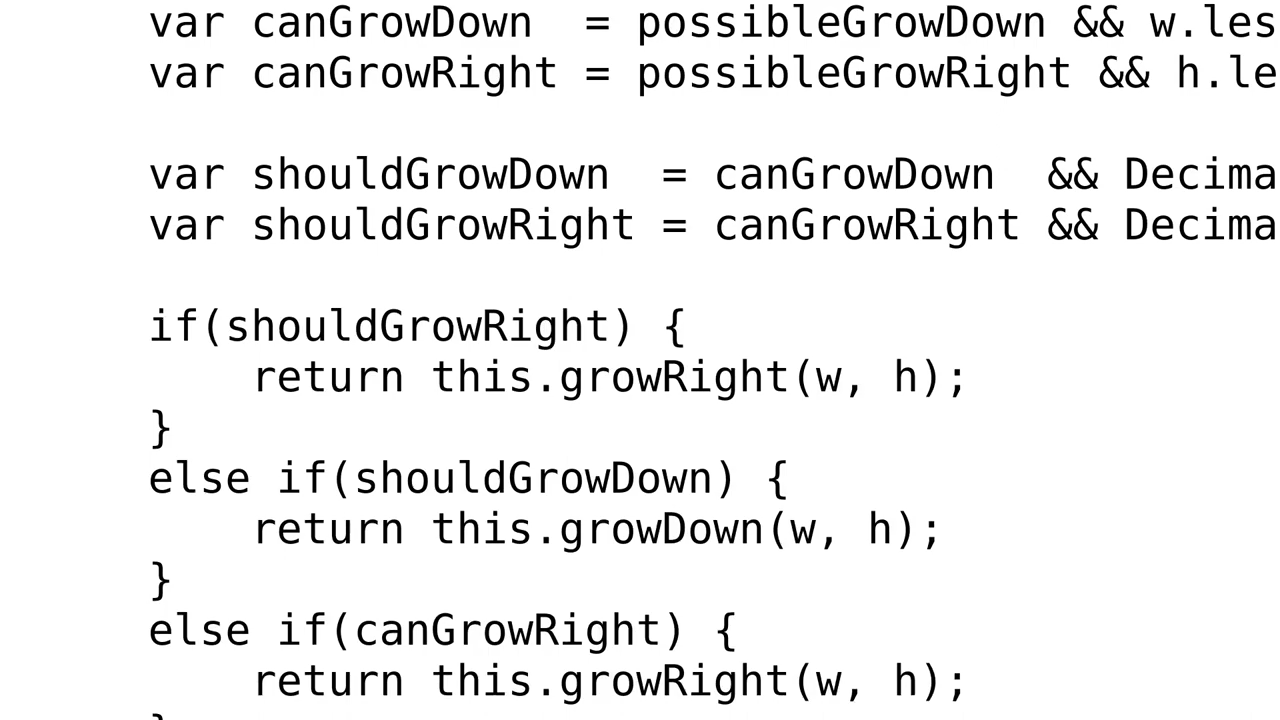 var canGrowDown  = possibleGrowDown && w.les
var canGrowRight = possibleGrowRight && h.le
var shouldGrowDown  = canGrowDown  && Decima
var shouldGrowRight = canGrowRight && Decima
if(shouldGrowRight) {
    return this.growRight(w, h);
}
else if(shouldGrowDown) {
    return this.growDown(w, h);
}
else if(canGrowRight) {
    return this.growRight(w, h);
}